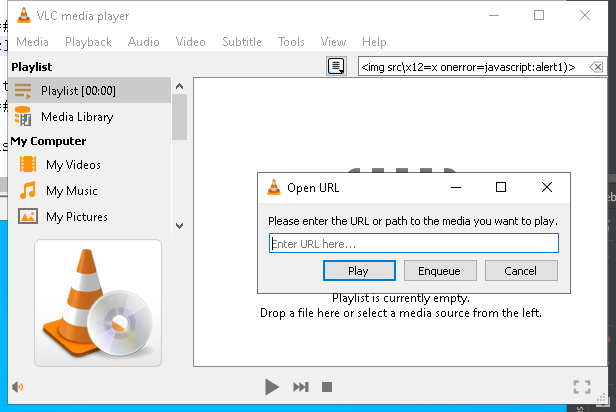 VLC media player
Media Playback Audio Video Subtitle Tools View Help
Playlist
<img src\x12=x onerror=javascript:alert1)>
Playlist [00:00]
Media Library
My Computer
My Videos
My Music
My Pictures
Open URL
Please enter the URL or path to the media you want to play.
Enter URL here...
Play Enqueue Cancel
Playlist is currently empty.
Drop a file here or select a media source from the left.